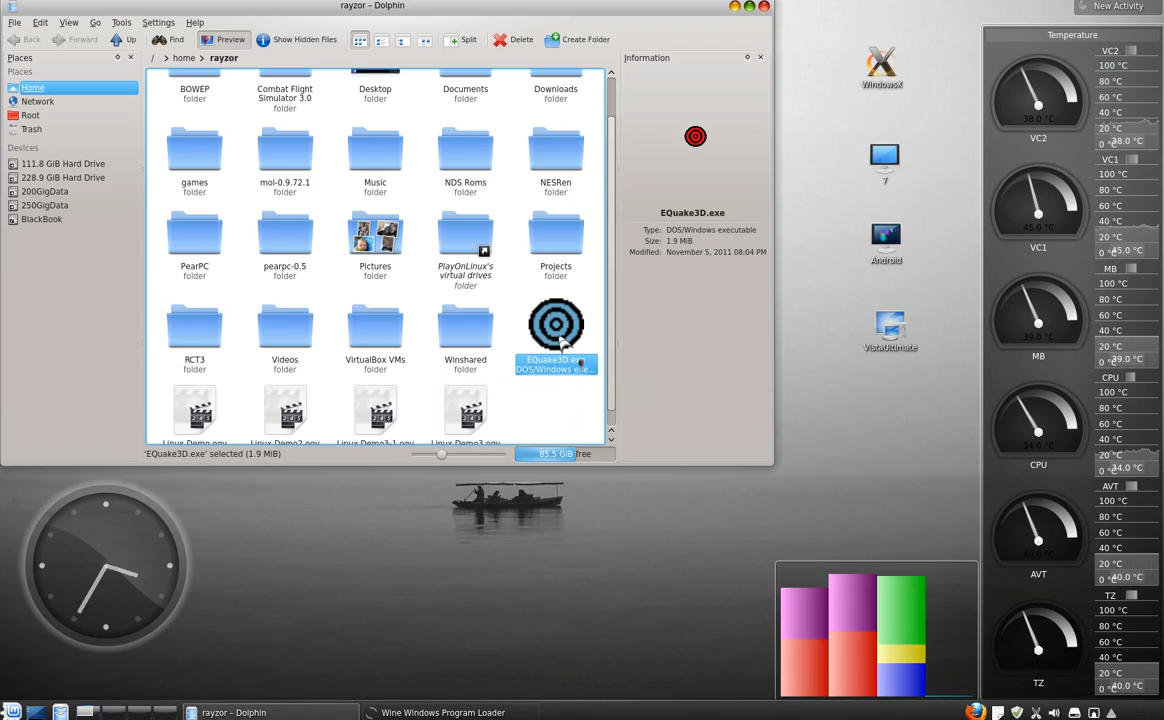 rayzor – Dolphin
File Edit View Go Tools Settings Help
Back Forward Up Find Preview Show Hidden Files Split Delete Create Folder
Places
/ > home > rayzor
Information
Places
Home
Network
Root
Trash
Devices
111.8 GiB Hard Drive
228.9 GiB Hard Drive
200GigData
250GigData
BlackBook
BOWEP
folder
Combat Flight
Simulator 3.0
folder
Desktop
folder
Documents
folder
Downloads
folder
games
folder
mol-0.9.72.1
folder
Music
folder
NDS Roms
folder
NESRen
folder
PearPC
folder
pearpc-0.5
folder
Pictures
folder
PlayOnLinux's
virtual drives
folder
Projects
folder
RCT3
folder
Videos
folder
VirtualBox VMs
folder
Winshared
folder
EQuake3D.exe
DOS/Windows exe...
Linux-Demo.ogv
Linux-Demo2.ogv
Linux-Demo3-1.ogv
Linux-Demo3.ogv
'EQuake3D.exe' selected (1.9 MiB)
85.5 GiB free
EQuake3D.exe
Type: DOS/Windows executable
Size: 1.9 MiB
Modified: November 5, 2011 08:04 PM
WindowsX
7
Android
VistaUltimate
New Activity
Temperature
VC2
100 °C
80 °C
60 °C
40 °C
20 °C
0 °C
38.0 °C
38.0 °C
VC2
VC1
100 °C
80 °C
60 °C
40 °C
20 °C
0 °C
45.0 °C
45.0 °C
VC1
MB
100 °C
80 °C
60 °C
40 °C
20 °C
0 °C
39.0 °C
39.0 °C
MB
CPU
100 °C
80 °C
60 °C
40 °C
20 °C
0 °C
34.0 °C
34.0 °C
CPU
AVT
100 °C
80 °C
60 °C
40 °C
20 °C
0 °C
40.0 °C
40.0 °C
AVT
TZ
100 °C
80 °C
60 °C
40 °C
20 °C
0 °C
40.0 °C
40.0 °C
TZ
rayzor – Dolphin
Wine Windows Program Loader